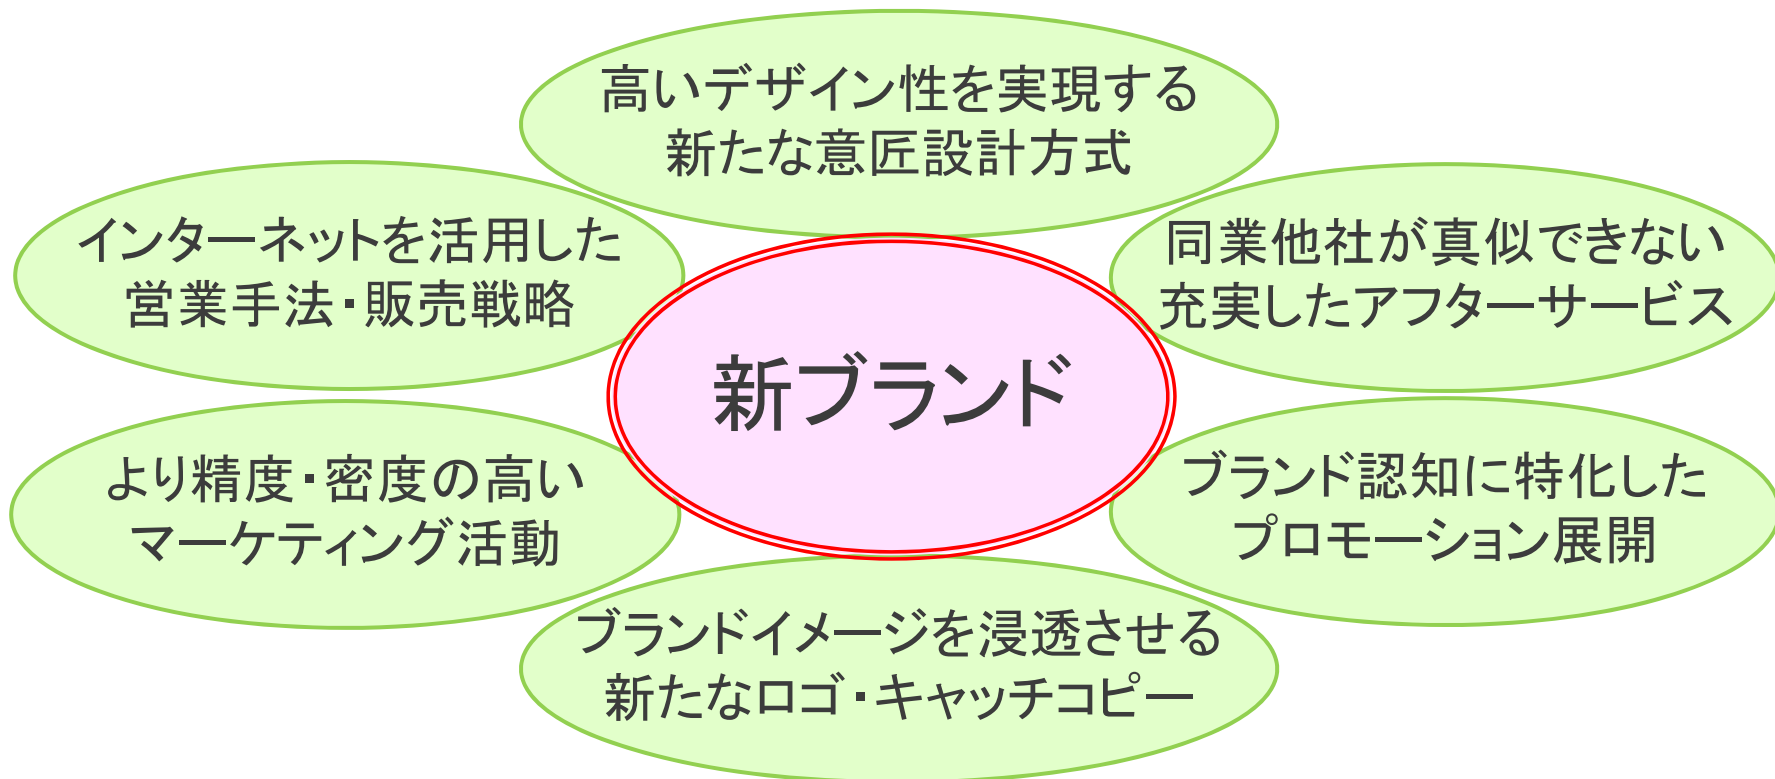 高いデザイン性を実現する
新たな意匠設計方式
インターネットを活用した
営業手法・販売戦略
同業他社が真似できない
充実したアフターサービス
新ブランド
より精度・密度の高い
マーケティング活動
ブランド認知に特化した
プロモーション展開
ブランドイメージを浸透させる
新たなロゴ・キャッチコピー